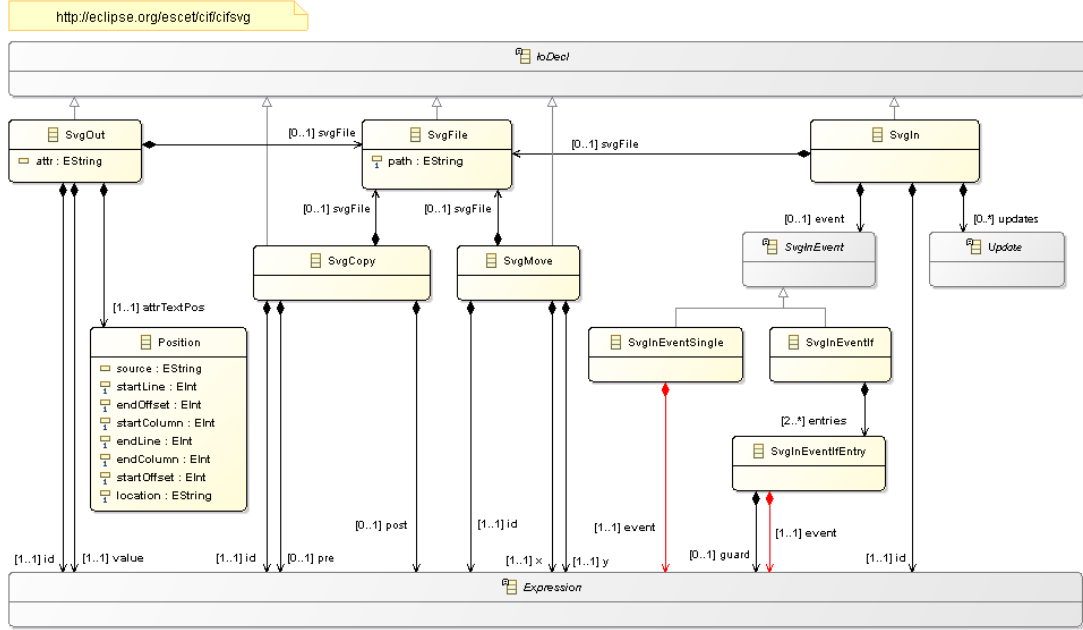 http://eclipse.org/escet/cif/cifsvg
IoDecl
SvgOut
attr : EString
[0..1] svgFile
SvgFile
path : EString
[0..1] svgFile
SvgIn
[0..1] svgFile
[0..1] svgFile
[0..1] event
[0..*] updates
SvgCopy
SvgMove
SvgInEvent
Update
[1..1] attrTextPos
Position
source : EString
startLine : EInt
endOffset : EInt
startColumn : EInt
endLine : EInt
endColumn : EInt
startOffset : EInt
location : EString
SvgInEventSingle
SvgInEventIf
[2..*] entries
SvgInEventIfEntry
[0..1] post
[1..1] id
[1..1] event
[1..1] event
[1..1] id
[1..1] value
[1..1] id
[0..1] pre
[1..1] x
[1..1] y
[0..1] guard
[1..1] id
Expression